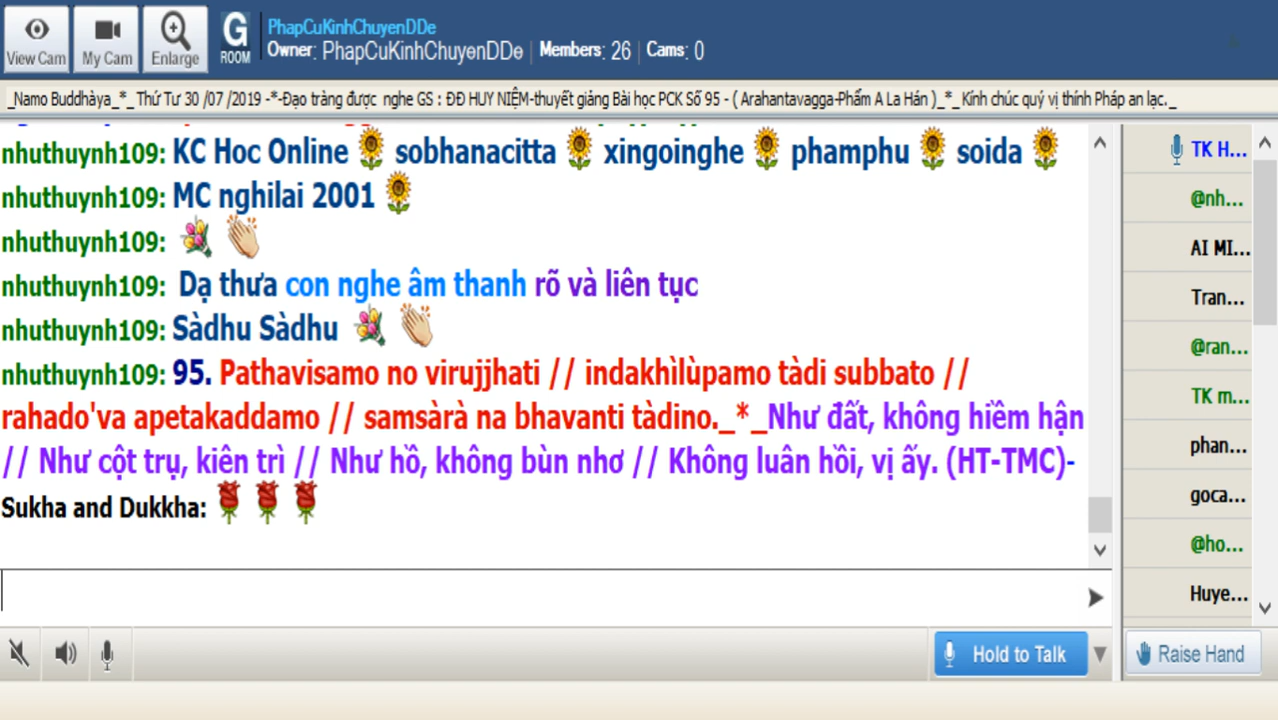 View Cam
My Cam
Enlarge
G
ROOM
PhapCuKinhChuyenDDe
Owner: PhapCuKinhChuyenDDe | Members: 26 | Cams: 0
_Namo Buddhàya_*_ Thứ Tư 30 /07 /2019 -*-Đạo tràng được nghe GS : ĐĐ HUY NIỆM-thuyết giảng Bài học PCK Số 95 - ( Arahantavagga-Phẩm A La Hán )_*_ Kính chúc quý vị thính Pháp an lạc._
nhuthuynh109: KC Hoc Online sobhanacitta xingoinghe phamphu soida
nhuthuynh109: MC nghilai 2001
nhuthuynh109:
nhuthuynh109: Dạ thưa con nghe âm thanh rõ và liên tục
nhuthuynh109: Sàdhu Sàdhu
nhuthuynh109: 95. Pathavisamo no virujjhati // indakhìlùpamo tàdi subbato //
rahado'va apetakaddamo // samsàrà na bhavanti tàdino._*_Như đất, không hiềm hận
// Như cột trụ, kiên trì // Như hồ, không bùn nhơ // Không luân hồi, vị ấy. (HT-TMC)-
Sukha and Dukkha:
TK H...
@nh...
AI MI...
Tran...
@ran...
TK m...
phan...
goca...
@ho...
Huye...
Hold to Talk
Raise Hand